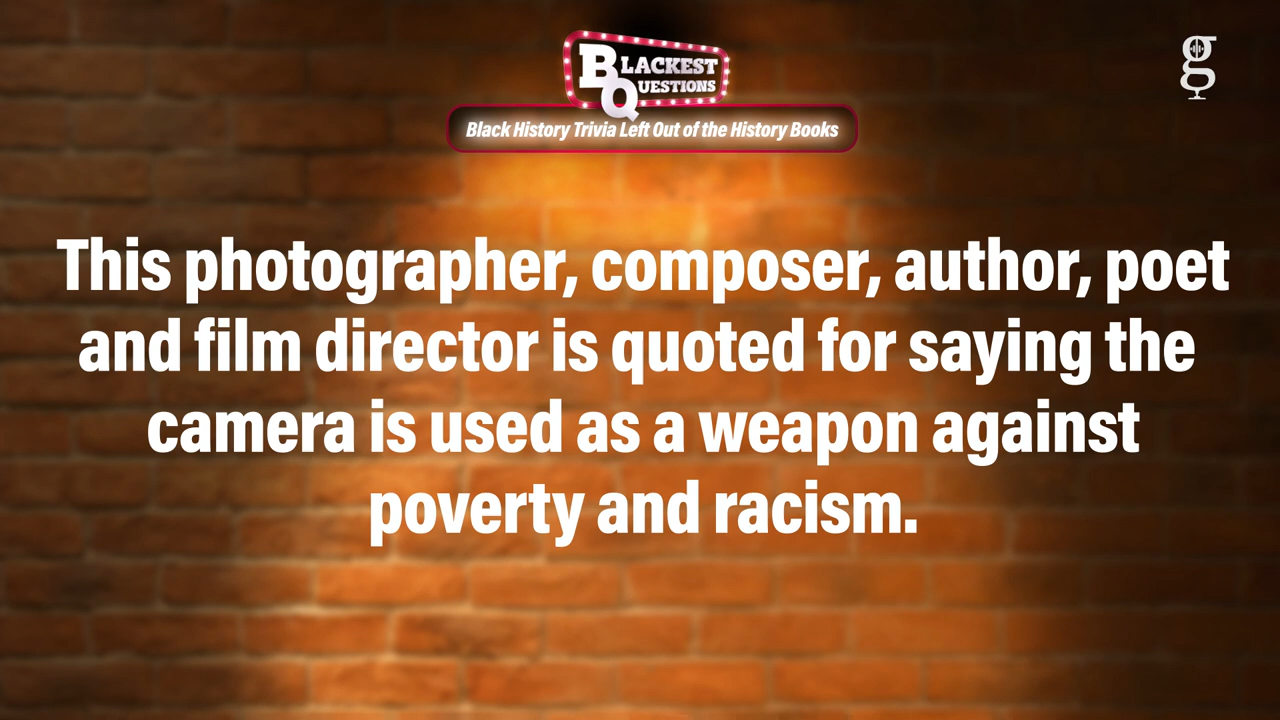 BLACKEST
QUESTIONS
Black History Trivia Left Out of the History Books
g
This photographer, composer, author, poet
and film director is quoted for saying the
camera is used as a weapon against
poverty and racism.